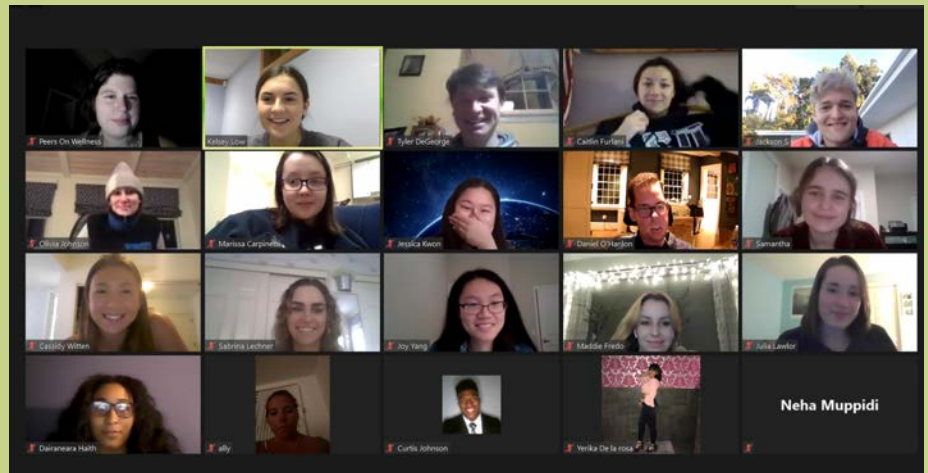 Peers On Wellness
Kelsey Low
Tyler DeGeorge
Caitlin Furlani
Jackson S
Olivia Johnson
Marissa Carpineto
Jessica Kwon
Daniel O'Hanlon
Samantha
Cassidy Witten
Sabrina Lechner
Joy Yang
Maddie Fredo
Julia Lawlor
Dairaneara Haith
ally
Curtis Johnson
Yerika De la rosa
Neha Muppidi